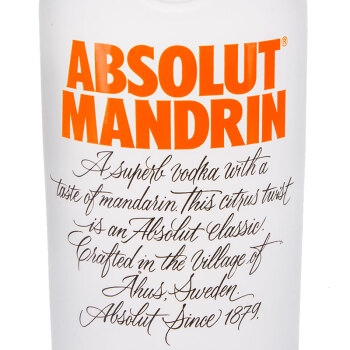 ABSOLUT®
MANDRIN
A superb vodka with a
taste of mandarin. This citrus twist
is an Absolut classic!
Crafted in the village of
Åhus, Sweden.
Absolut Since 1879.